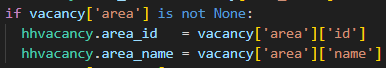 if vacancy['area'] is not None:
  hhvacancy.area_id   = vacancy['area']['id']
  hhvacancy.area_name = vacancy['area']['name']